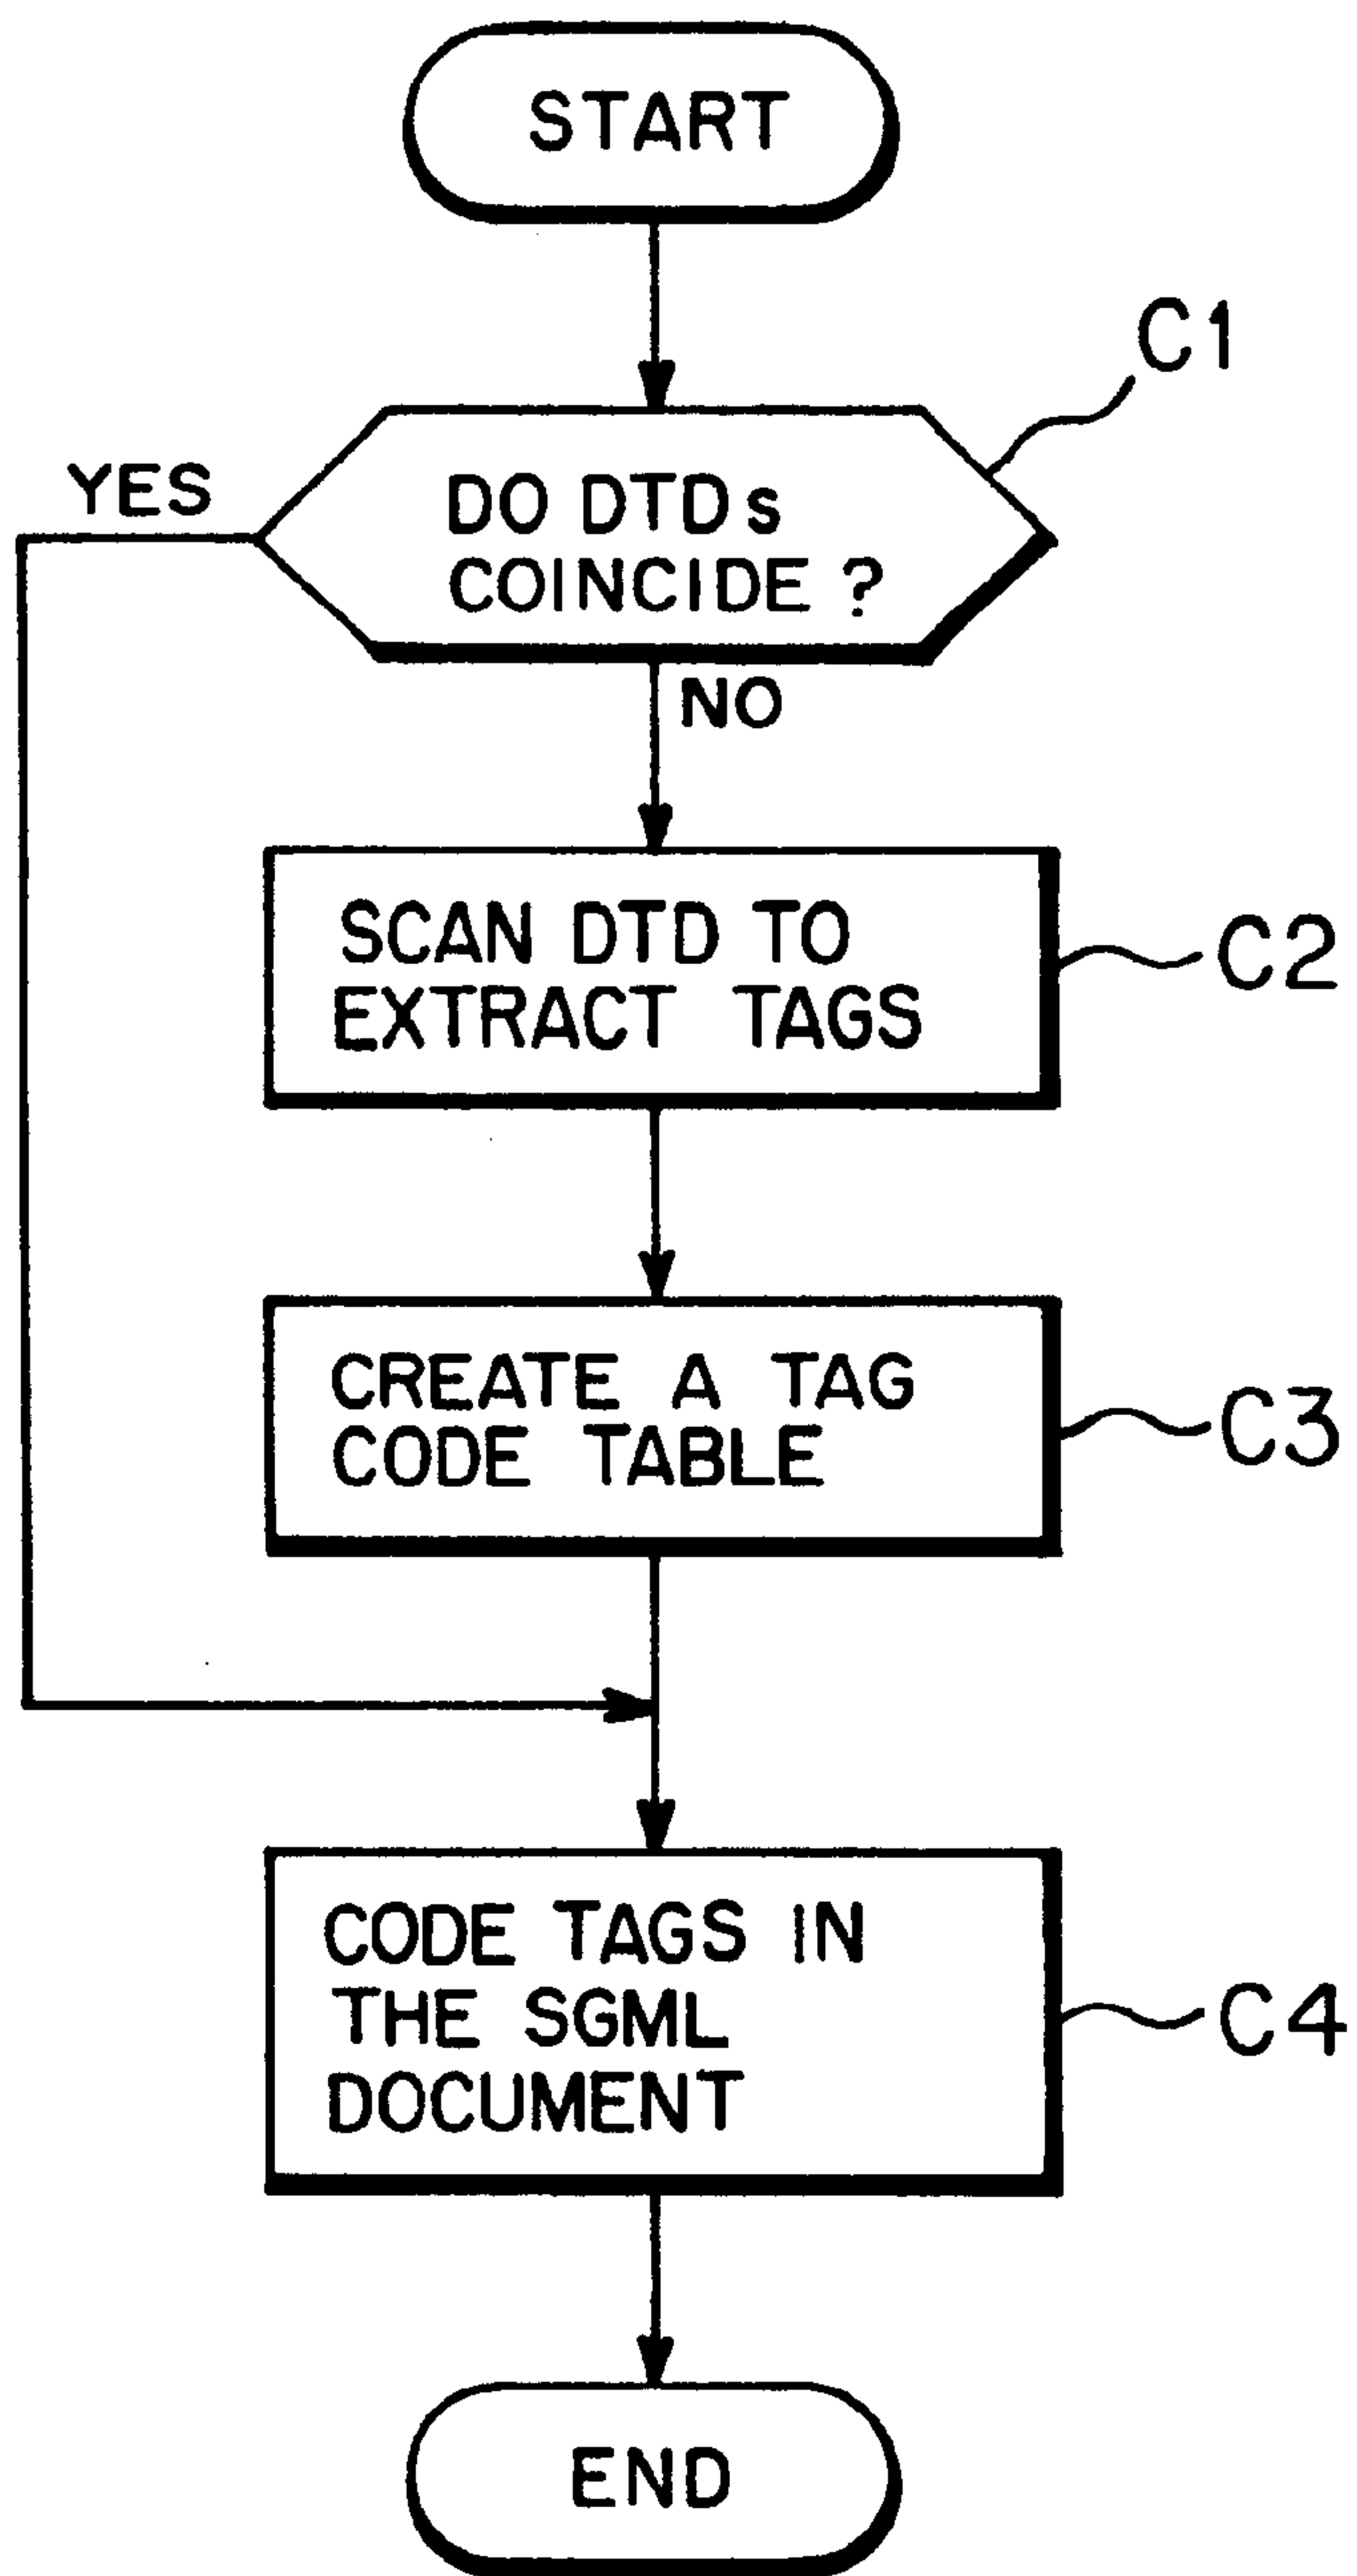 START
C1
YES
DO DTDs
COINCIDE ?
NO
SCAN DTD TO
EXTRACT TAGS
C2
CREATE A TAG
CODE TABLE
C3
CODE TAGS IN
THE SGML
DOCUMENT
C4
END